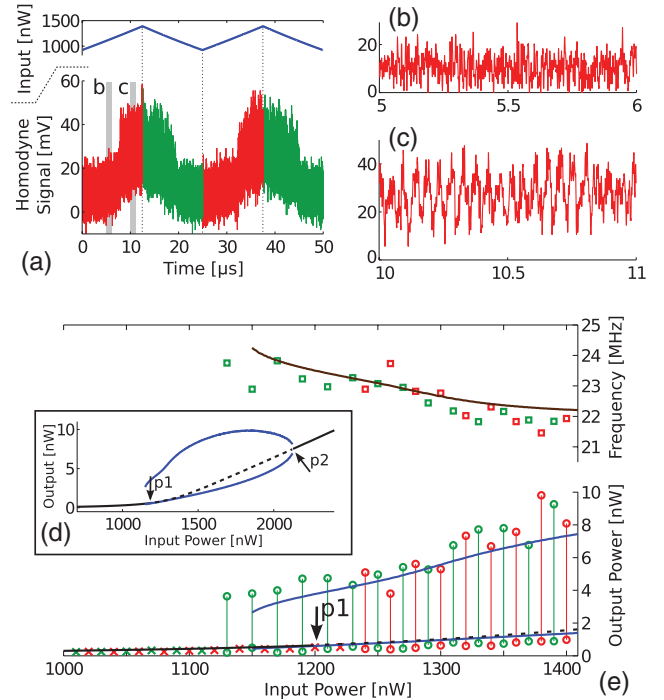 (a)
1500
1000
Input [nW]
b
c
60
40
20
0
Homodyne
Signal [mV]
0
10
20
30
40
50
Time [µs]
(b)
20
0
5
5.5
6
(c)
40
20
0
10
10.5
11
25
24
23
22
21
Frequency [MHz]
10
5
0
Output [nW]
p1
p2
1000
1500
2000
Input Power [nW]
(d)
10
8
6
4
2
0
Output Power [nW]
p1
1000
1100
1200
1300
1400
Input Power [nW]
(e)